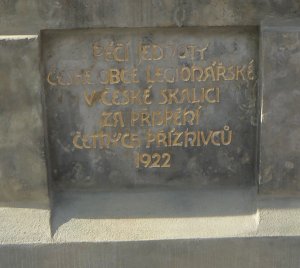 PÉČÍ JEDNOTY
ČESKÉ OBCE LEGIONÁŘSKÉ
V ČESKÉ SKALICI
ZA PŘISPĚNÍ
ČETNÝCH PŘÍZNIVCŮ
1922